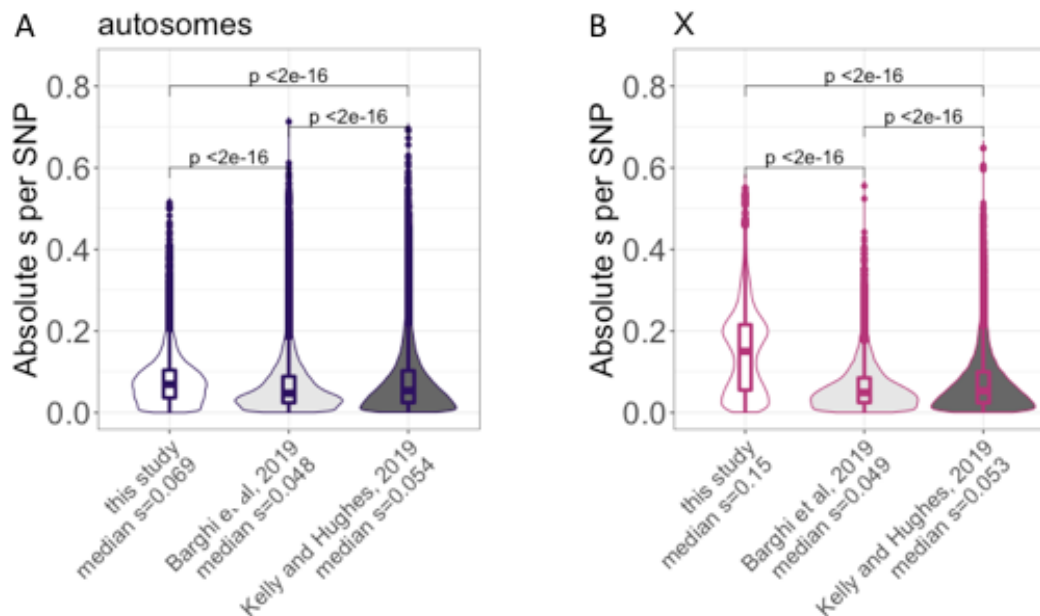 A autosomes
Absolute s per SNP
0.8
0.6
0.4
0.2
0.0
p <2e-16
p <2e-16
p <2e-16
this study
median s=0.069
Barghi et al, 2019
median s=0.048
Kelly and Hughes, 2019
median s=0.054
B X
Absolute s per SNP
0.8
0.6
0.4
0.2
0.0
p <2e-16
p <2e-16
p <2e-16
this study
median s=0.15
Barghi et al, 2019
median s=0.049
Kelly and Hughes, 2019
median s=0.053